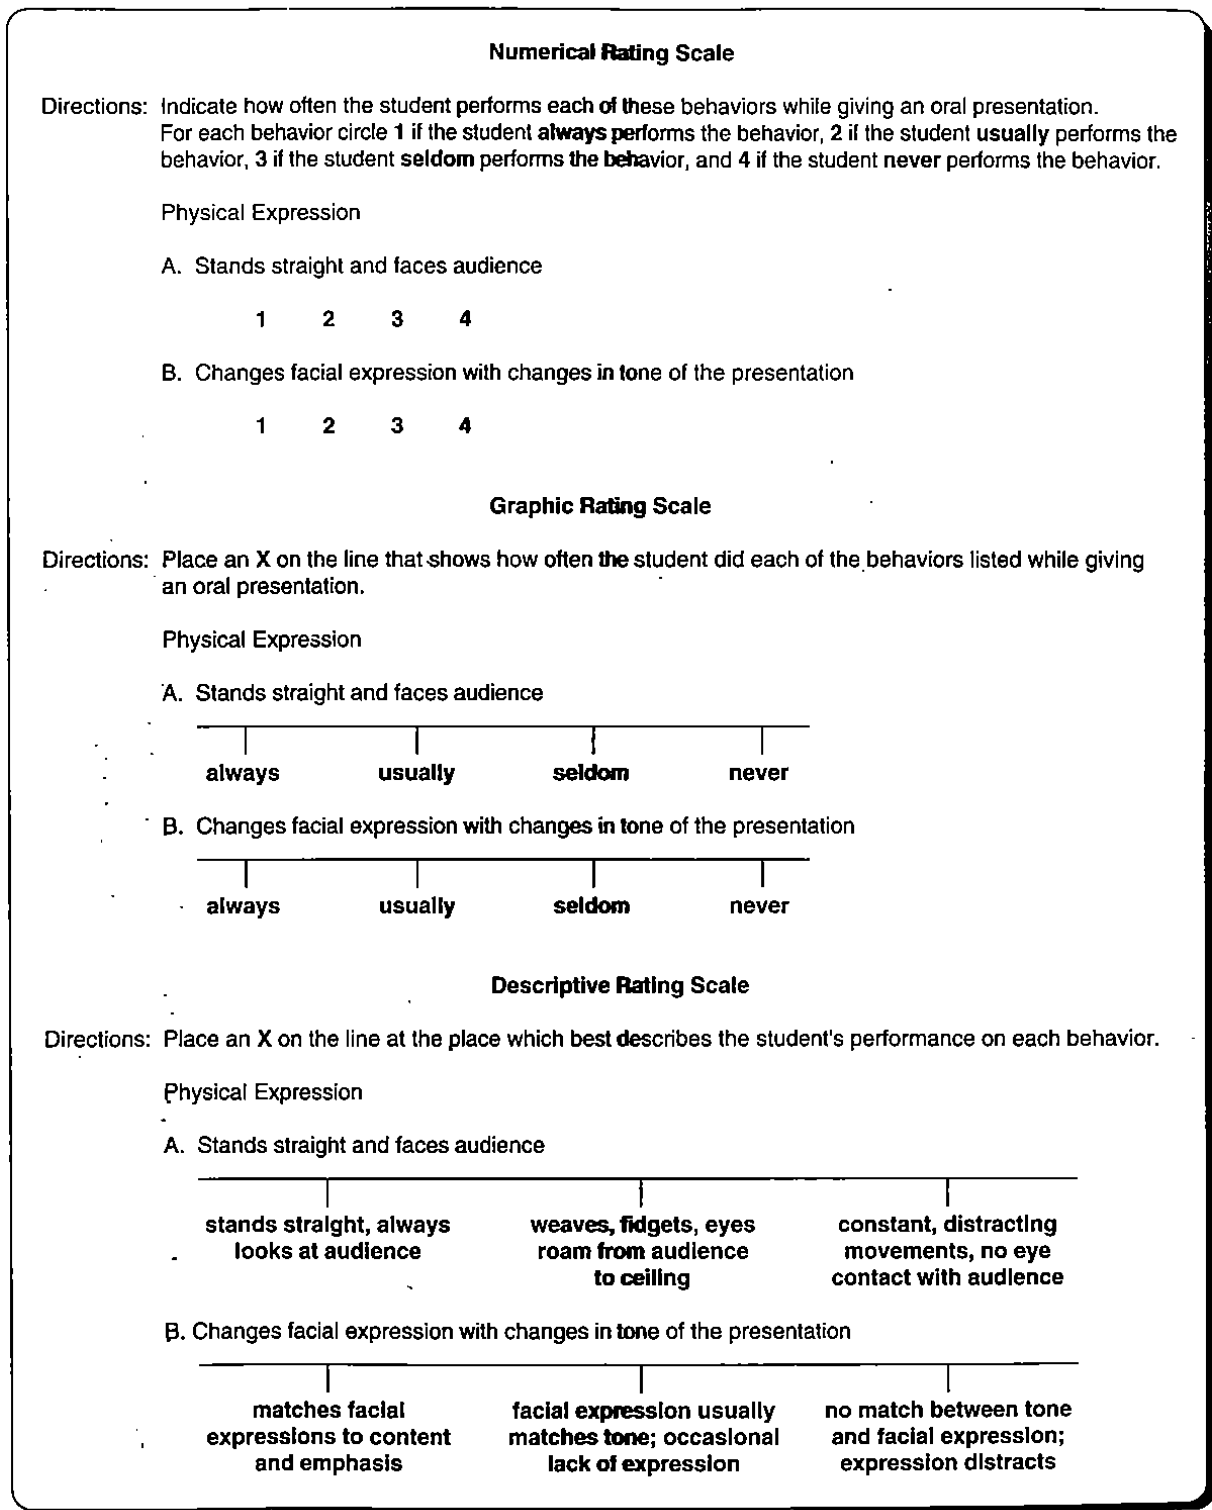 Numerical Rating Scale
Directions: Indicate how often the student performs each of these behaviors while giving an oral presentation.
For each behavior circle 1 if the student always performs the behavior, 2 if the student usually performs the
behavior, 3 if the student seldom performs the behavior, and 4 if the student never performs the behavior.
Physical Expression
A. Stands straight and faces audience
1 2 3 4
B. Changes facial expression with changes in tone of the presentation
1 2 3 4
Graphic Rating Scale
Directions: Place an X on the line that shows how often the student did each of the behaviors listed while giving
an oral presentation.
Physical Expression
A. Stands straight and faces audience
always usually seldom never
B. Changes facial expression with changes in tone of the presentation
always usually seldom never
Descriptive Rating Scale
Directions: Place an X on the line at the place which best describes the student's performance on each behavior.
Physical Expression
A. Stands straight and faces audience
stands straight, always weaves, fidgets, eyes constant, distracting
looks at audience roam from audience movements, no eye
to ceiling contact with audience
B. Changes facial expression with changes in tone of the presentation
matches facial facial expression usually no match between tone
expressions to content matches tone; occasional and facial expression;
and emphasis lack of expression expression distracts